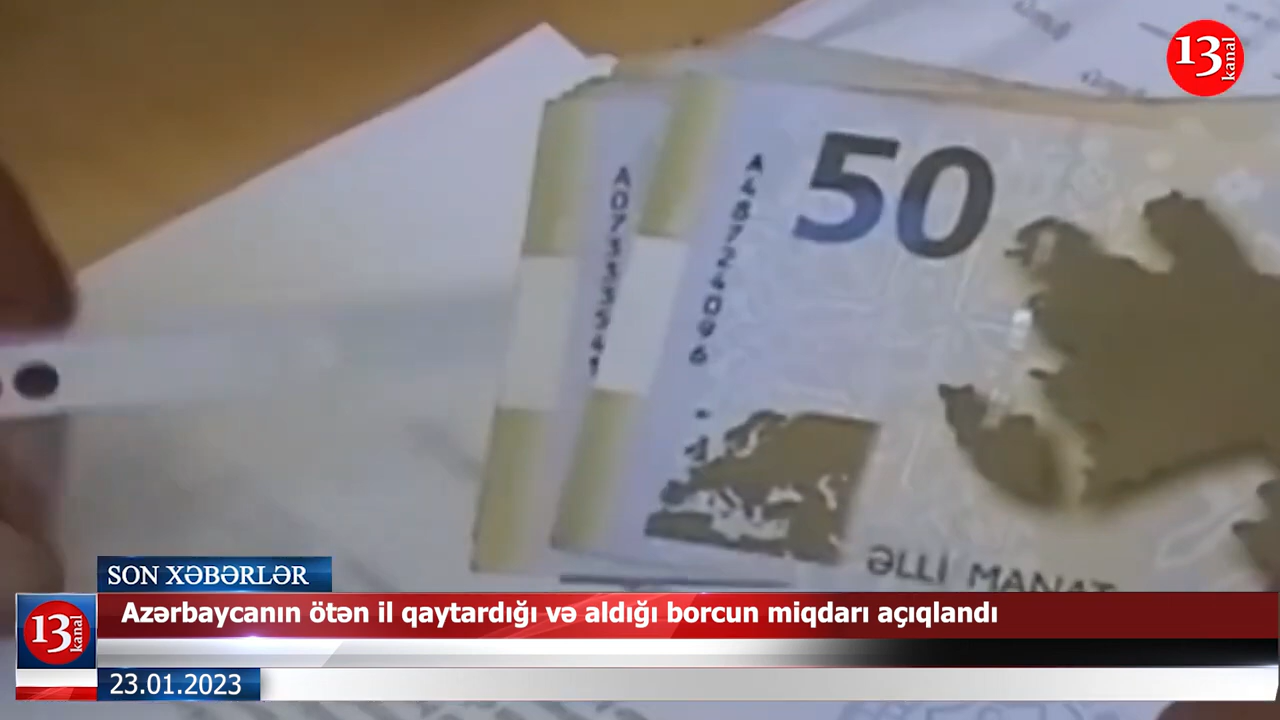 13 kanal
50
A48724096
ƏLLİ MANAT
SON XƏBƏRLƏR
13 kanal
Azərbaycanın ötən il qaytardığı və aldığı borcun miqdarı açıqlandı
23.01.2023